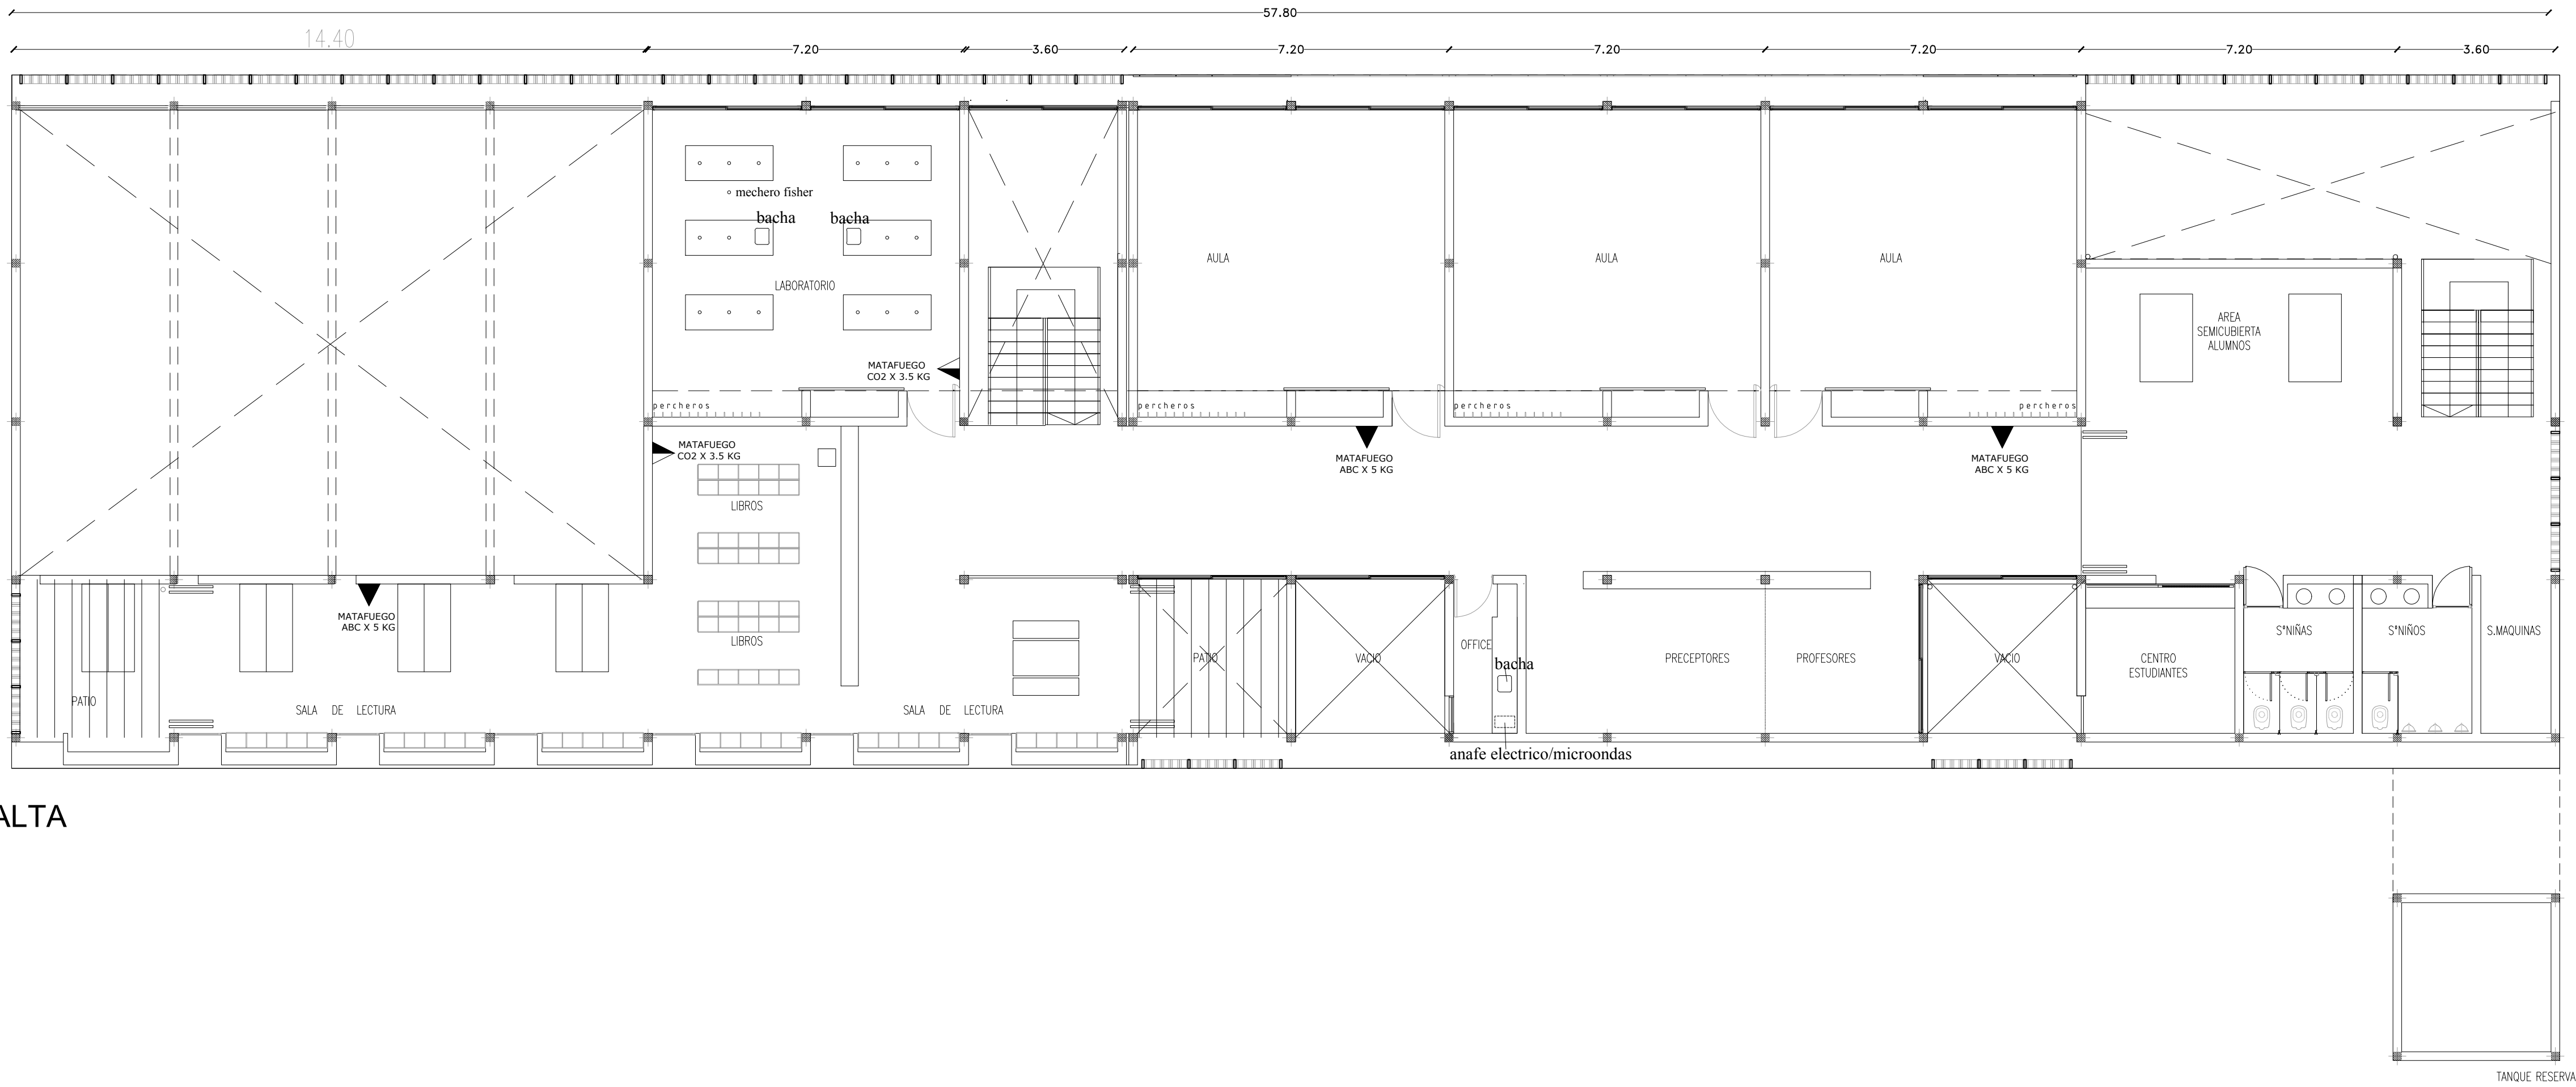 57.80
14.40
7.20
3.60
7.20
7.20
7.20
7.20
3.60
mechero fisher
bacha
bacha
LABORATORIO
AULA
AULA
AULA
AREA
SEMICUBIERTA
ALUMNOS
MATAFUEGO
CO2 X 3.5 KG
percheros
percheros
percheros
percheros
MATAFUEGO
CO2 X 3.5 KG
MATAFUEGO
ABC X 5 KG
MATAFUEGO
ABC X 5 KG
LIBROS
MATAFUEGO
ABC X 5 KG
LIBROS
OFFICE
S°NIÑAS
S°NIÑOS
S.MAQUINAS
PATIO
VACIO
bacha
PRECEPTORES
PROFESORES
VACIO
CENTRO
ESTUDIANTES
PATIO
SALA DE LECTURA
SALA DE LECTURA
anafe electrico/microondas
ALTA
TANQUE RESERVA